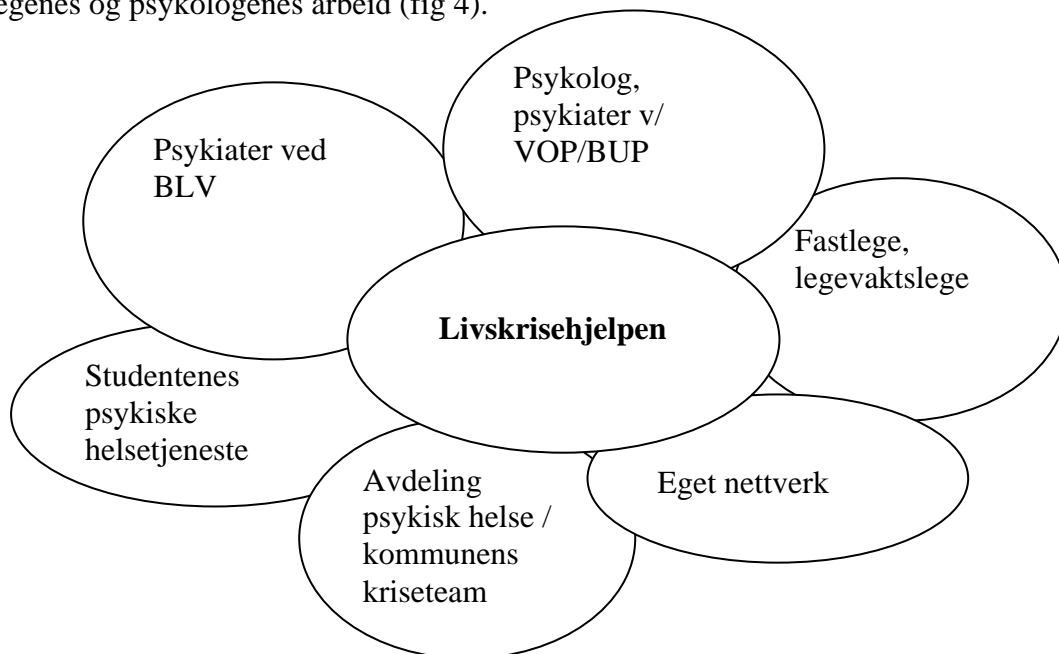 egenes og psykologenes arbeid (fig 4).
Psykolog,
psykiater v/
VOP/BUP
Psykiater ved
BLV
Fastlege,
legevaktslege
Livskrisehjelpen
Studentenes
psykiske
helsetjeneste
Avdeling
psykisk helse /
kommunens
kriseteam
Eget nettverk